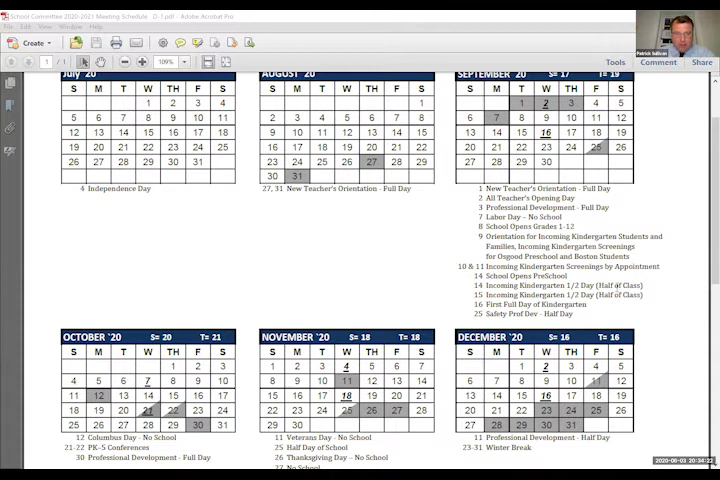 School Committee 2020-2021 Meeting Schedule D-1.pdf - Adobe Acrobat Pro
File Edit View Window Help
Create
1 / 1 109%
Tools Comment Share
Patrick Sullivan
July `20
S M T W TH F S
1 2 3 4
5 6 7 8 9 10 11
12 13 14 15 16 17 18
19 20 21 22 23 24 25
26 27 28 29 30 31
4 Independence Day
AUGUST `20
S M T W TH F S
1
2 3 4 5 6 7 8
9 10 11 12 13 14 15
16 17 18 19 20 21 22
23 24 25 26 27 28 29
30 31
27, 31 New Teacher's Orientation - Full Day
SEPTEMBER `20 S= 17 T= 19
S M T W TH F S
1 2 3 4 5
6 7 8 9 10 11 12
13 14 15 16 17 18 19
20 21 22 23 24 25 26
27 28 29 30
1 New Teacher's Orientation - Full Day
2 All Teacher's Opening Day
3 Professional Development - Full Day
7 Labor Day – No School
8 School Opens Grades 1-12
9 Orientation for Incoming Kindergarten Students and
Families, Incoming Kindergarten Screenings
for Osgood Preschool and Boston Students
10 & 11 Incoming Kindergarten Screenings by Appointment
14 School Opens PreSchool
14 Incoming Kindergarten 1/2 Day (Half of Class)
15 Incoming Kindergarten 1/2 Day (Half of Class)
16 First Full Day of Kindergarten
25 Safety Prof Dev - Half Day
OCTOBER `20 S= 20 T= 21
S M T W TH F S
1 2 3
4 5 6 7 8 9 10
11 12 13 14 15 16 17
18 19 20 21 22 23 24
25 26 27 28 29 30 31
12 Columbus Day - No School
21-22 PK–5 Conferences
30 Professional Development - Full Day
NOVEMBER `20 S= 18 T= 18
S M T W TH F S
1 2 3 4 5 6 7
8 9 10 11 12 13 14
15 16 17 18 19 20 21
22 23 24 25 26 27 28
29 30
11 Veterans Day - No School
25 Half Day of School
26 Thanksgiving Day – No School
27 No School
DECEMBER `20 S= 16 T= 16
S M T W TH F S
1 2 3 4 5
6 7 8 9 10 11 12
13 14 15 16 17 18 19
20 21 22 23 24 25 26
27 28 29 30 31
11 Professional Development - Half Day
23-31 Winter Break
2020-06-03 20:34:22